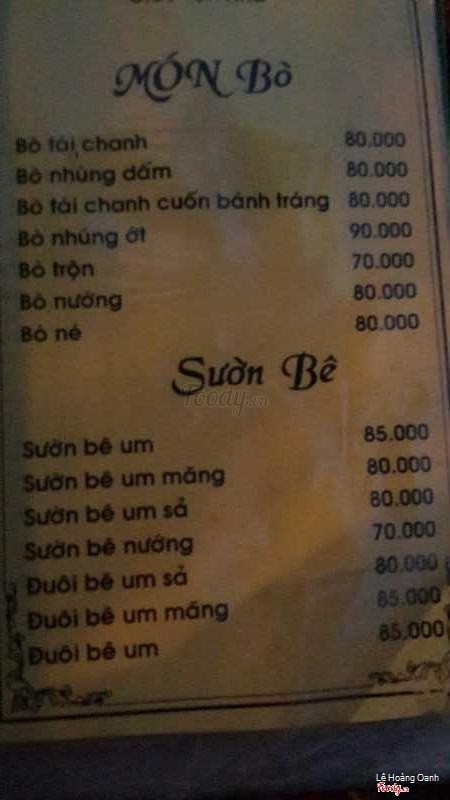 MÓN Bò
Bò tái chanh 80.000
Bò nhúng dấm 80.000
Bò tái chanh cuốn bánh tráng 80.000
Bò nhúng ớt 90.000
Bò trộn 70.000
Bò nướng 80.000
Bò né 80.000
Sườn Bê
Foody.vn
Sườn bê um 85.000
Sườn bê um măng 80.000
Sườn bê um sả 80.000
Sườn bê nướng 70.000
Đuôi bê um sả 80.000
Đuôi bê um măng 85.000
Đuôi bê um 85.000
Lê Hoàng Oanh
Foody.vn